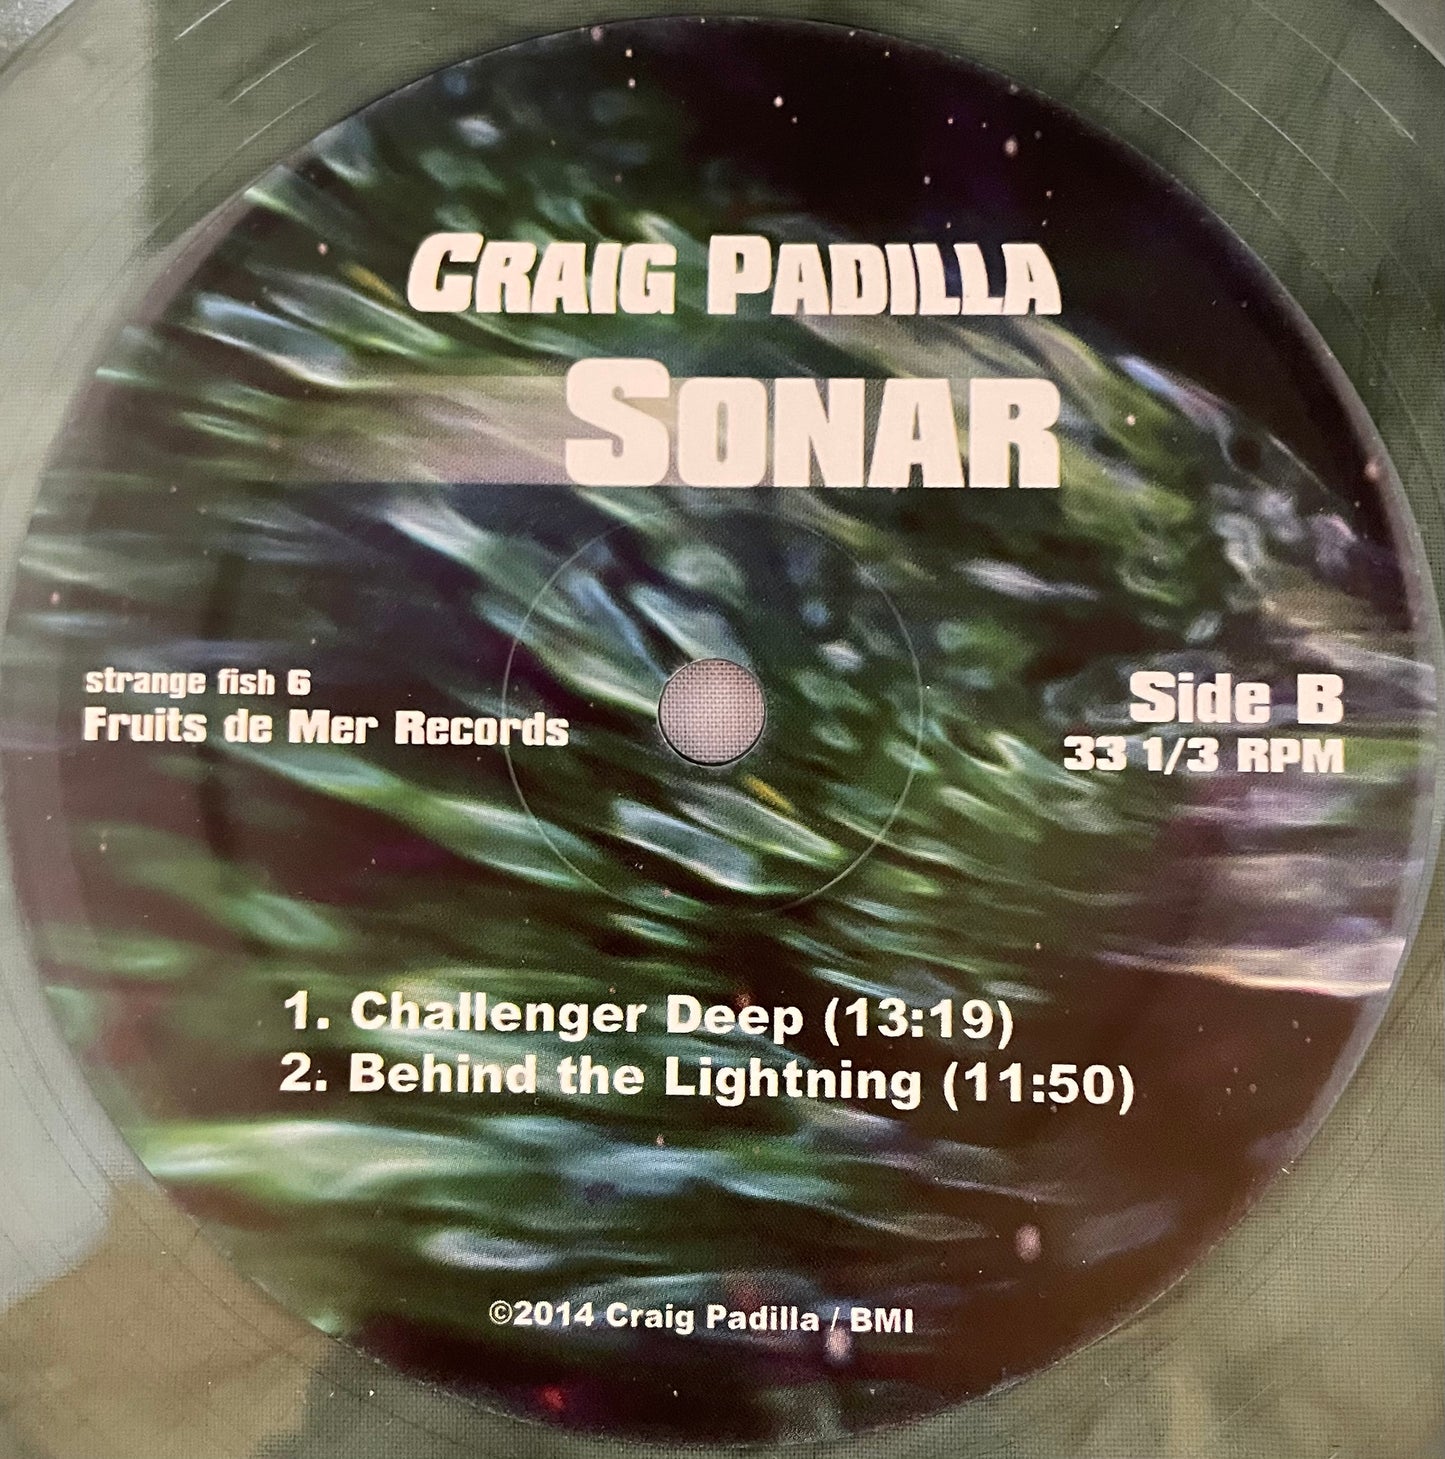 Craig Padilla
Sonar
strange fish 6
Fruits de Mer Records
Side B
33 1/3 RPM
1. Challenger Deep (13:19)
2. Behind the Lightning (11:50)
©2014 Craig Padilla / BMI